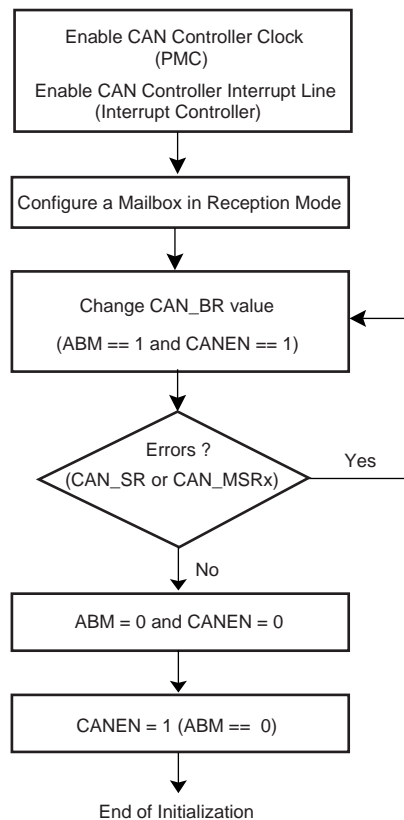 Enable CAN Controller Clock
(PMC)
Enable CAN Controller Interrupt Line
(Interrupt Controller)
Configure a Mailbox in Reception Mode
Change CAN_BR value
(ABM == 1 and CANEN == 1)
Errors ?
(CAN_SR or CAN_MSRx)
Yes
No
ABM = 0 and CANEN = 0
CANEN = 1 (ABM == 0)
End of Initialization